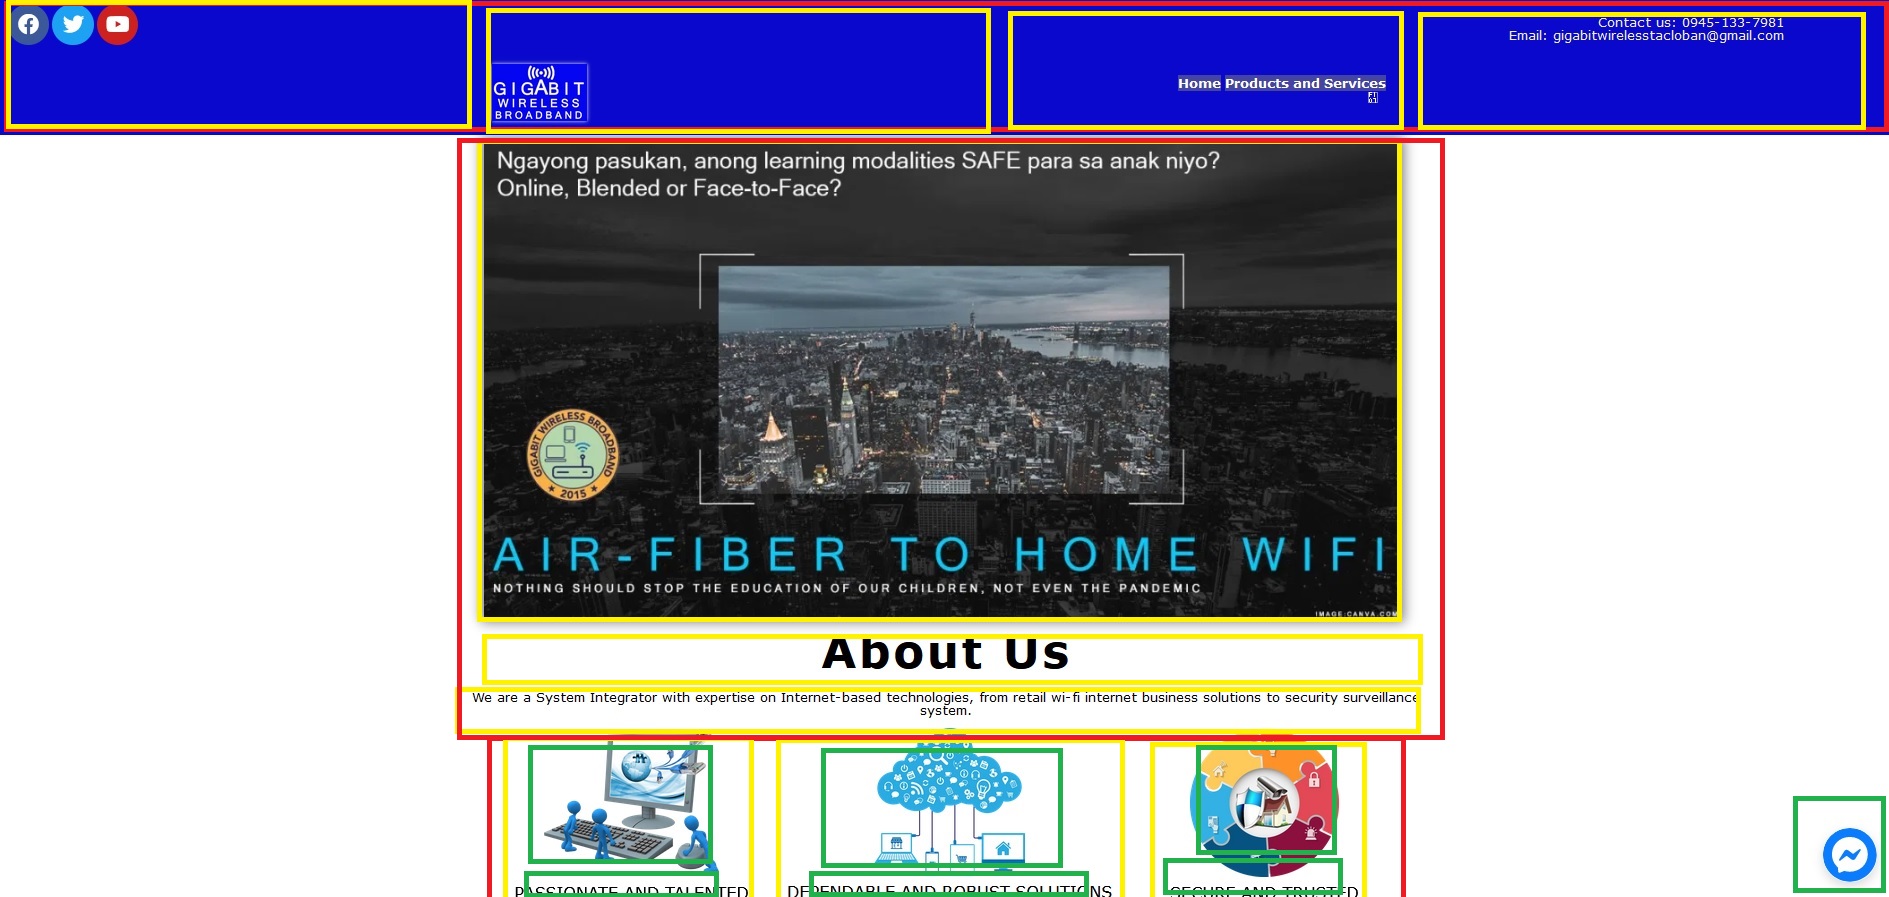 Contact us: 0945-133-7981
Email: gigabitwirelesstacloban@gmail.com
GIGABIT
WIRELESS
BROADBAND
Home Products and Services
Ngayong pasukan, anong learning modalities SAFE para sa anak niyo?
Online, Blended or Face-to-Face?
GIGABIT WIRELESS BROADBAND
★ 2015 ★
AIR-FIBER TO HOME WIFI
NOTHING SHOULD STOP THE EDUCATION OF OUR CHILDREN, NOT EVEN THE PANDEMIC
IMAGE:CANVA.COM
About Us
We are a System Integrator with expertise on Internet-based technologies, from retail wi-fi internet business solutions to security surveillance
system.
PASSIONATE AND TALENTED
DEPENDABLE AND ROBUST SOLUTIONS
SECURE AND TRUSTED